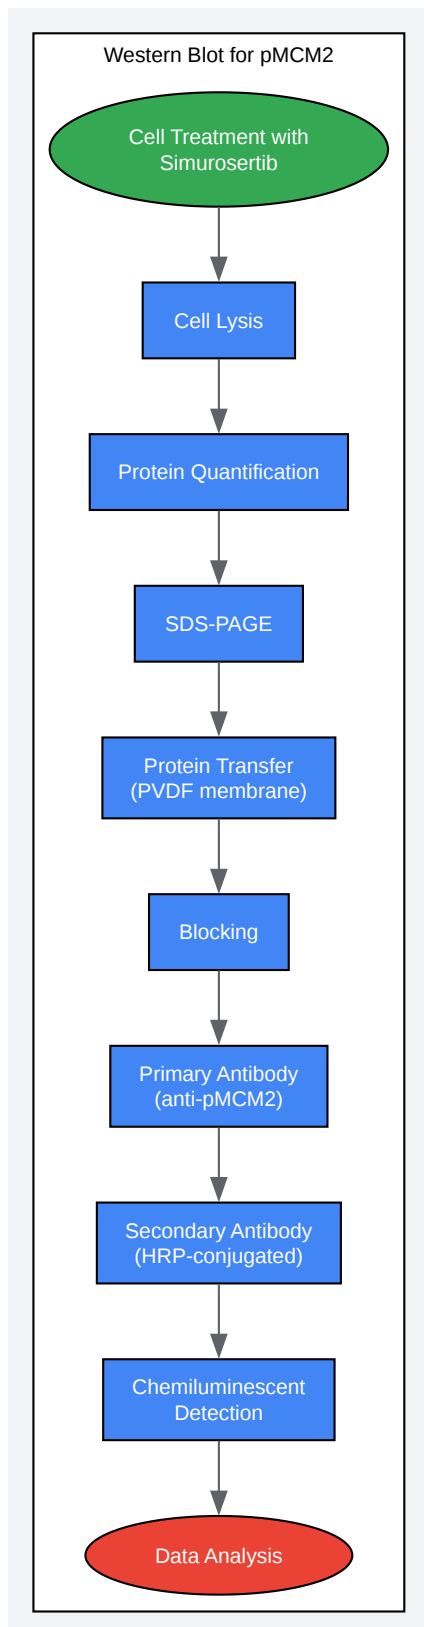 Western Blot for pMCM2
Cell Treatment with
Simurosertib
Cell Lysis
Protein Quantification
SDS-PAGE
Protein Transfer
(PVDF membrane)
Blocking
Primary Antibody
(anti-pMCM2)
Secondary Antibody
(HRP-conjugated)
Chemiluminescent
Detection
Data Analysis